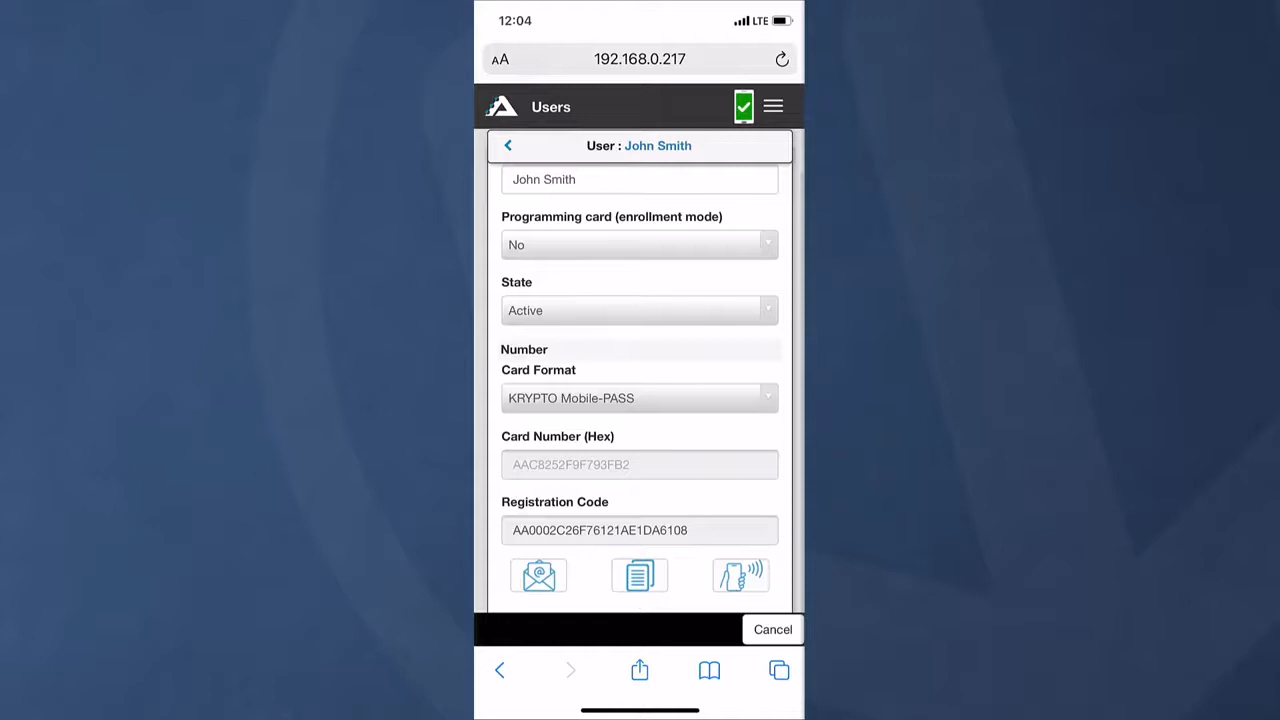 12:04
LTE
AA
192.168.0.217
Users
User : John Smith
John Smith
Programming card (enrollment mode)
No
State
Active
Number
Card Format
KRYPTO Mobile-PASS
Card Number (Hex)
AAC8252F9F793FB2
Registration Code
AA0002C26F76121AE1DA6108
@
Cancel